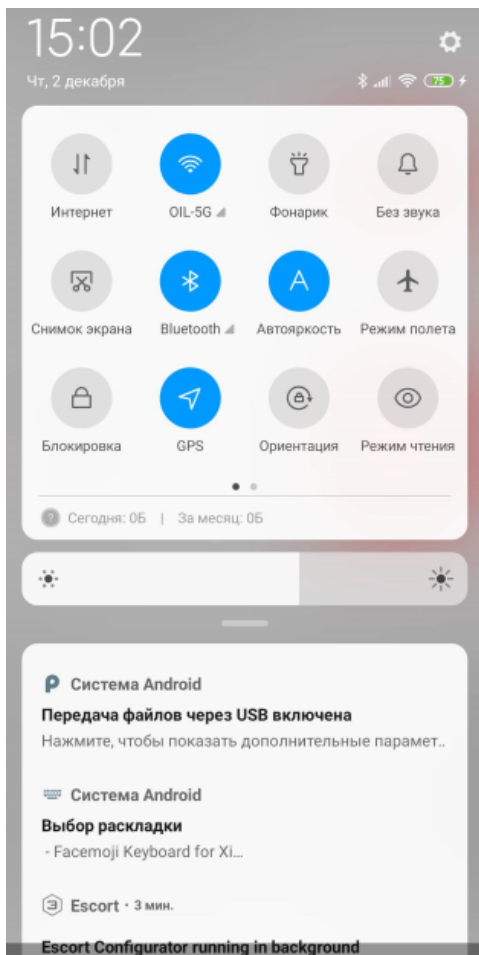 15:02
Чт, 2 декабря
75
Интернет
OIL-5G
Фонарик
Без звука
Снимок экрана
Bluetooth
Автояркость
Режим полета
Блокировка
GPS
Ориентация
Режим чтения
? Сегодня: 0Б | За месяц: 0Б
Система Android
Передача файлов через USB включена
Нажмите, чтобы показать дополнительные парамет..
Система Android
Выбор раскладки
- Facemoji Keyboard for Xi...
Escort · 3 мин.
Escort Configurator running in background